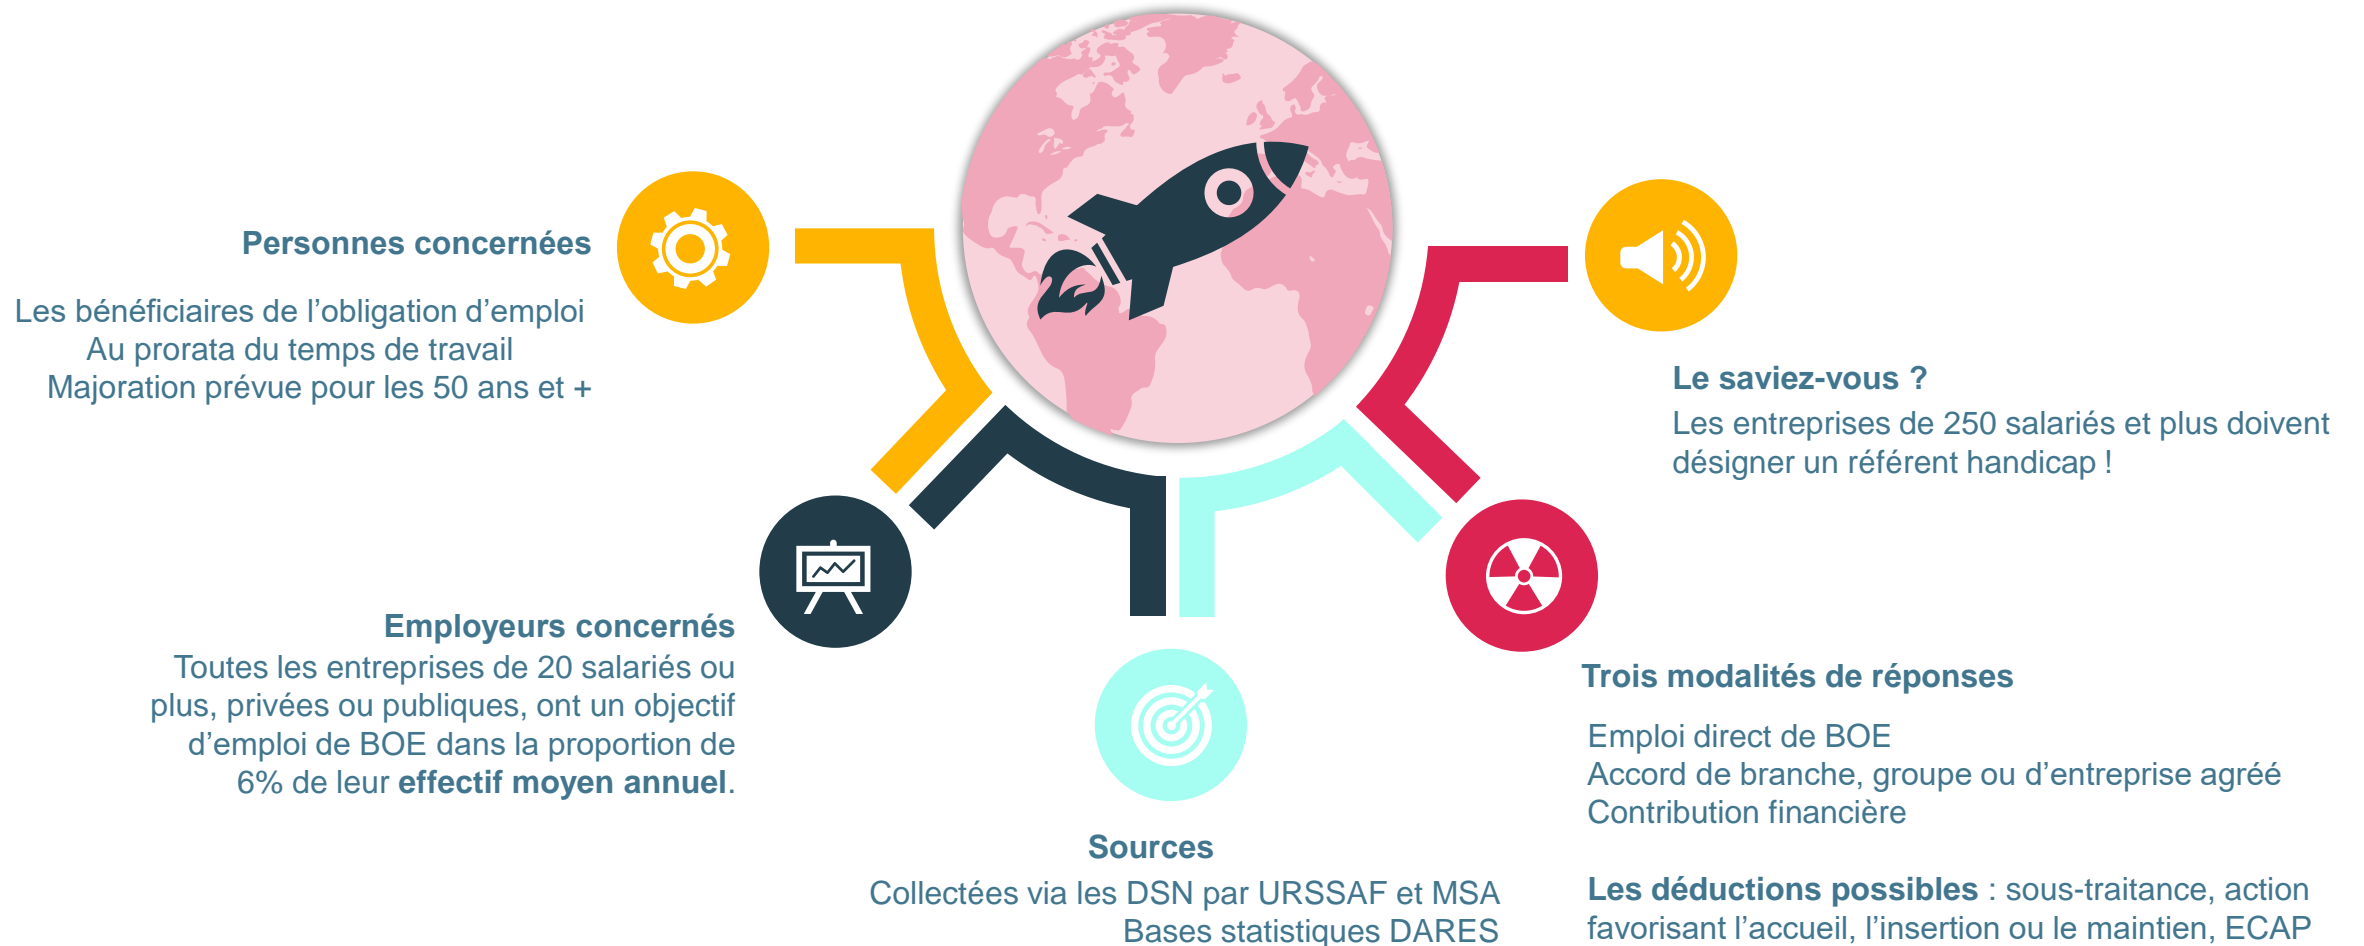 Personnes concernées
Les bénéficiaires de l’obligation d’emploi
Au prorata du temps de travail
Majoration prévue pour les 50 ans et +
Employeurs concernés
Toutes les entreprises de 20 salariés ou
plus, privées ou publiques, ont un objectif
d’emploi de BOE dans la proportion de
6% de leur effectif moyen annuel.
Sources
Collectées via les DSN par URSSAF et MSA
Bases statistiques DARES
Trois modalités de réponses
Emploi direct de BOE
Accord de branche, groupe ou d’entreprise agréé
Contribution financière
Les déductions possibles : sous-traitance, action
favorisant l’accueil, l’insertion ou le maintien, ECAP
Le saviez-vous ?
Les entreprises de 250 salariés et plus doivent
désigner un référent handicap !